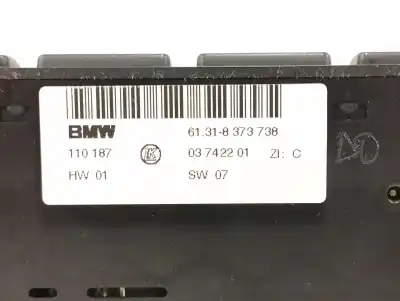 BMW 61.31-8 373 738
110 187 K 03 7422 01 ZI: C
HW 01 SW 07